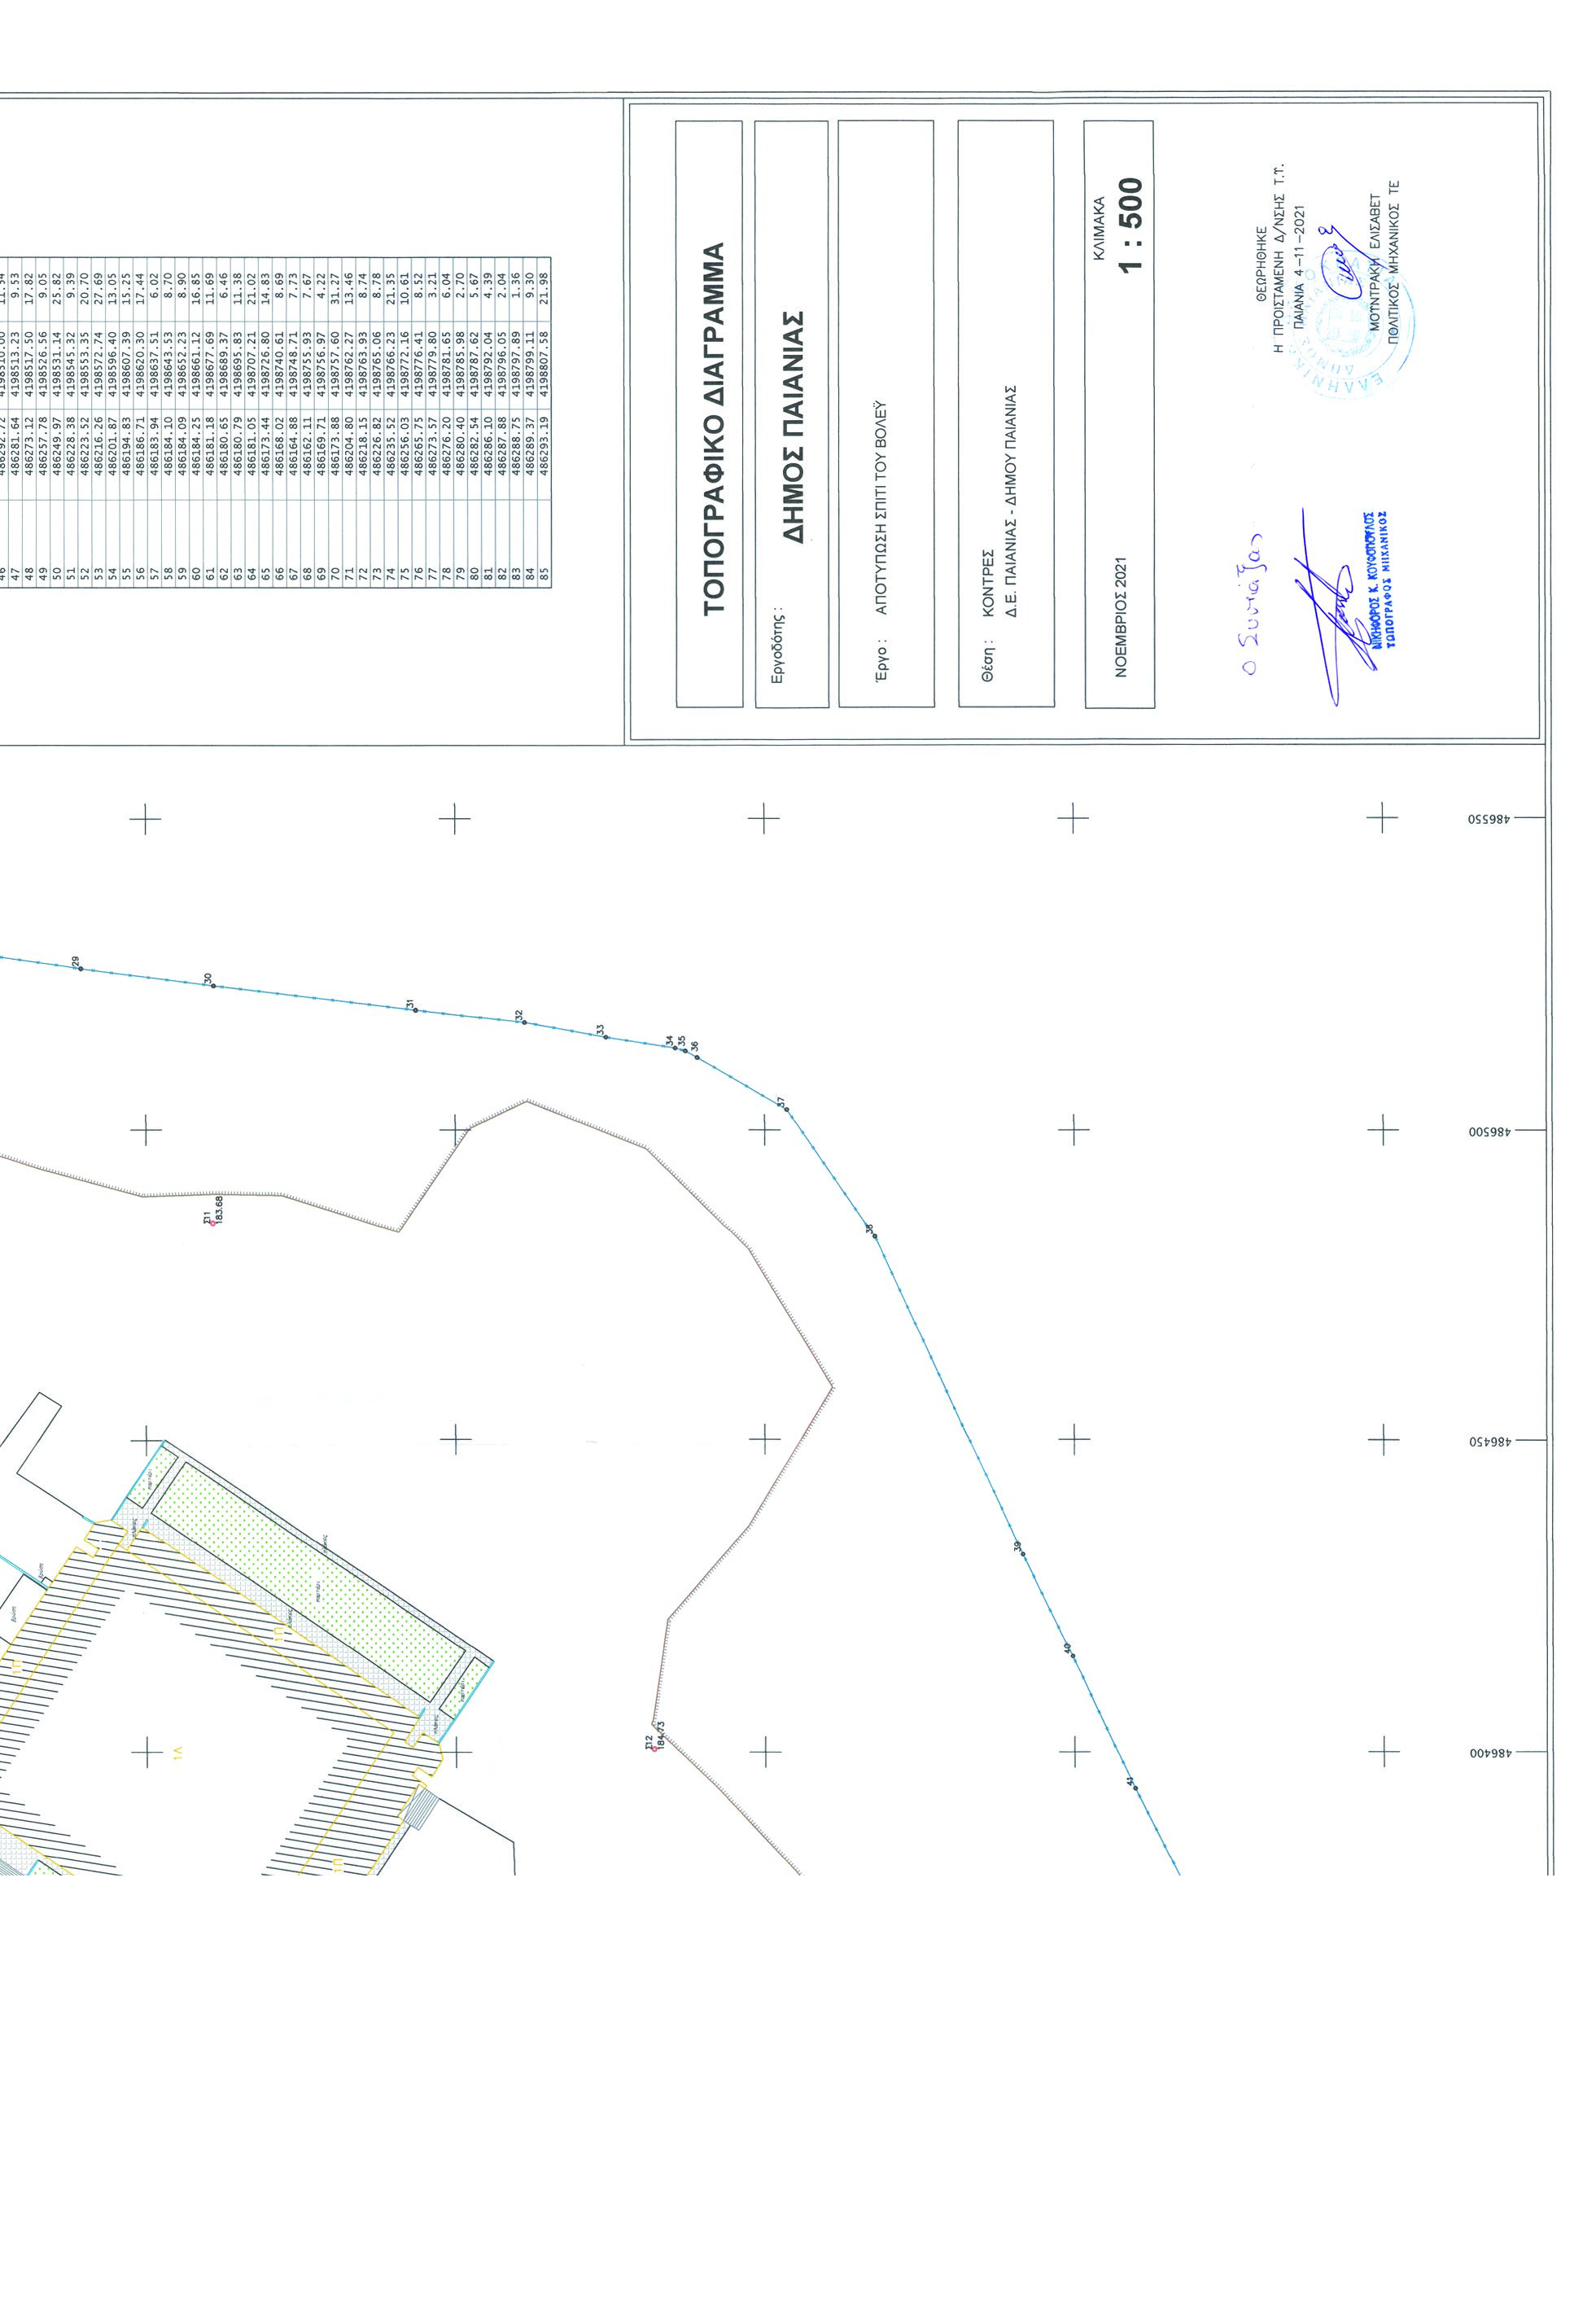 46 486292.72 4198510.00 11.54
47 486281.64 4198513.23 9.53
48 486273.12 4198517.50 17.82
49 486257.78 4198526.56 9.05
50 486249.97 4198531.14 25.82
51 486228.38 4198545.32 9.39
52 486223.52 4198553.35 20.70
53 486216.26 4198572.74 27.69
54 486201.87 4198596.40 13.05
55 486194.83 4198607.39 15.25
56 486186.71 4198620.30 17.44
57 486183.94 4198637.51 6.02
58 486184.10 4198643.53 8.70
59 486184.09 4198652.23 8.90
60 486184.25 4198661.12 16.85
61 486181.18 4198677.69 11.69
62 486180.65 4198689.37 6.46
63 486180.79 4198695.83 11.38
64 486181.05 4198707.21 21.02
65 486173.44 4198726.80 14.83
66 486168.02 4198740.61 8.69
67 486164.88 4198748.71 7.73
68 486162.11 4198755.93 7.67
69 486169.71 4198756.97 4.22
70 486173.88 4198757.60 31.27
71 486204.80 4198762.27 13.46
72 486218.15 4198763.93 8.74
73 486226.82 4198765.06 8.78
74 486235.52 4198766.23 21.35
75 486256.03 4198772.16 10.61
76 486265.75 4198776.41 8.52
77 486273.57 4198779.80 3.21
78 486276.20 4198781.65 6.04
79 486280.40 4198785.98 2.70
80 486282.54 4198787.62 5.67
81 486286.10 4198792.04 4.39
82 486287.88 4198796.05 2.04
83 486288.75 4198797.89 1.36
84 486289.37 4198799.11 9.30
85 486293.19 4198807.58 21.98
ΤΟΠΟΓΡΑΦΙΚΟ ΔΙΑΓΡΑΜΜΑ
Εργοδότης : ΔΗΜΟΣ ΠΑΙΑΝΙΑΣ
Έργο : ΑΠΟΤΥΠΩΣΗ ΣΠΙΤΙ ΤΟΥ ΒΟΛΕΫ
Θέση : ΚΟΝΤΡΕΣ
Δ.Ε. ΠΑΙΑΝΙΑΣ - ΔΗΜΟΥ ΠΑΙΑΝΙΑΣ
ΚΛΙΜΑΚΑ
ΝΟΕΜΒΡΙΟΣ 2021 1 : 500
ΘΕΩΡΗΘΗΚΕ
Η ΠΡΟΙΣΤΑΜΕΝΗ Δ/ΝΣΗΣ Τ.Υ.
ΠΑΙΑΝΙΑ 4-11-2021
ΜΟΥΝΤΡΑΚΗ ΕΛΙΣΑΒΕΤ
ΠΟΛΙΤΙΚΟΣ ΜΗΧΑΝΙΚΟΣ ΤΕ
Ο Συντάξας
ΝΙΚΗΦΟΡΟΣ Κ. ΚΟΥΦΟΠΟΥΛΟΣ
ΤΟΠΟΓΡΑΦΟΣ ΜΗΧΑΝΙΚΟΣ
486550
29
30
31
32
33
34
35
36
37
486500
Σ11
183.68
38
486450
39
40
Σ12
184.73
486400
41